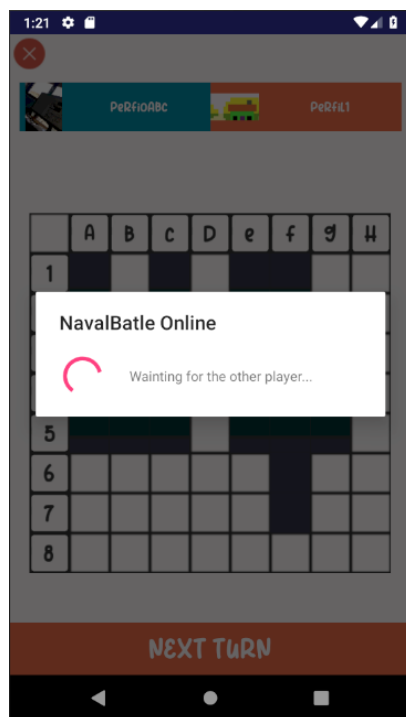 1:21
PeRfiOABC PeRfiL1
A B c D e f g H
1
NavalBatle Online
Wainting for the other player...
5
6
7
8
NEXT TURN